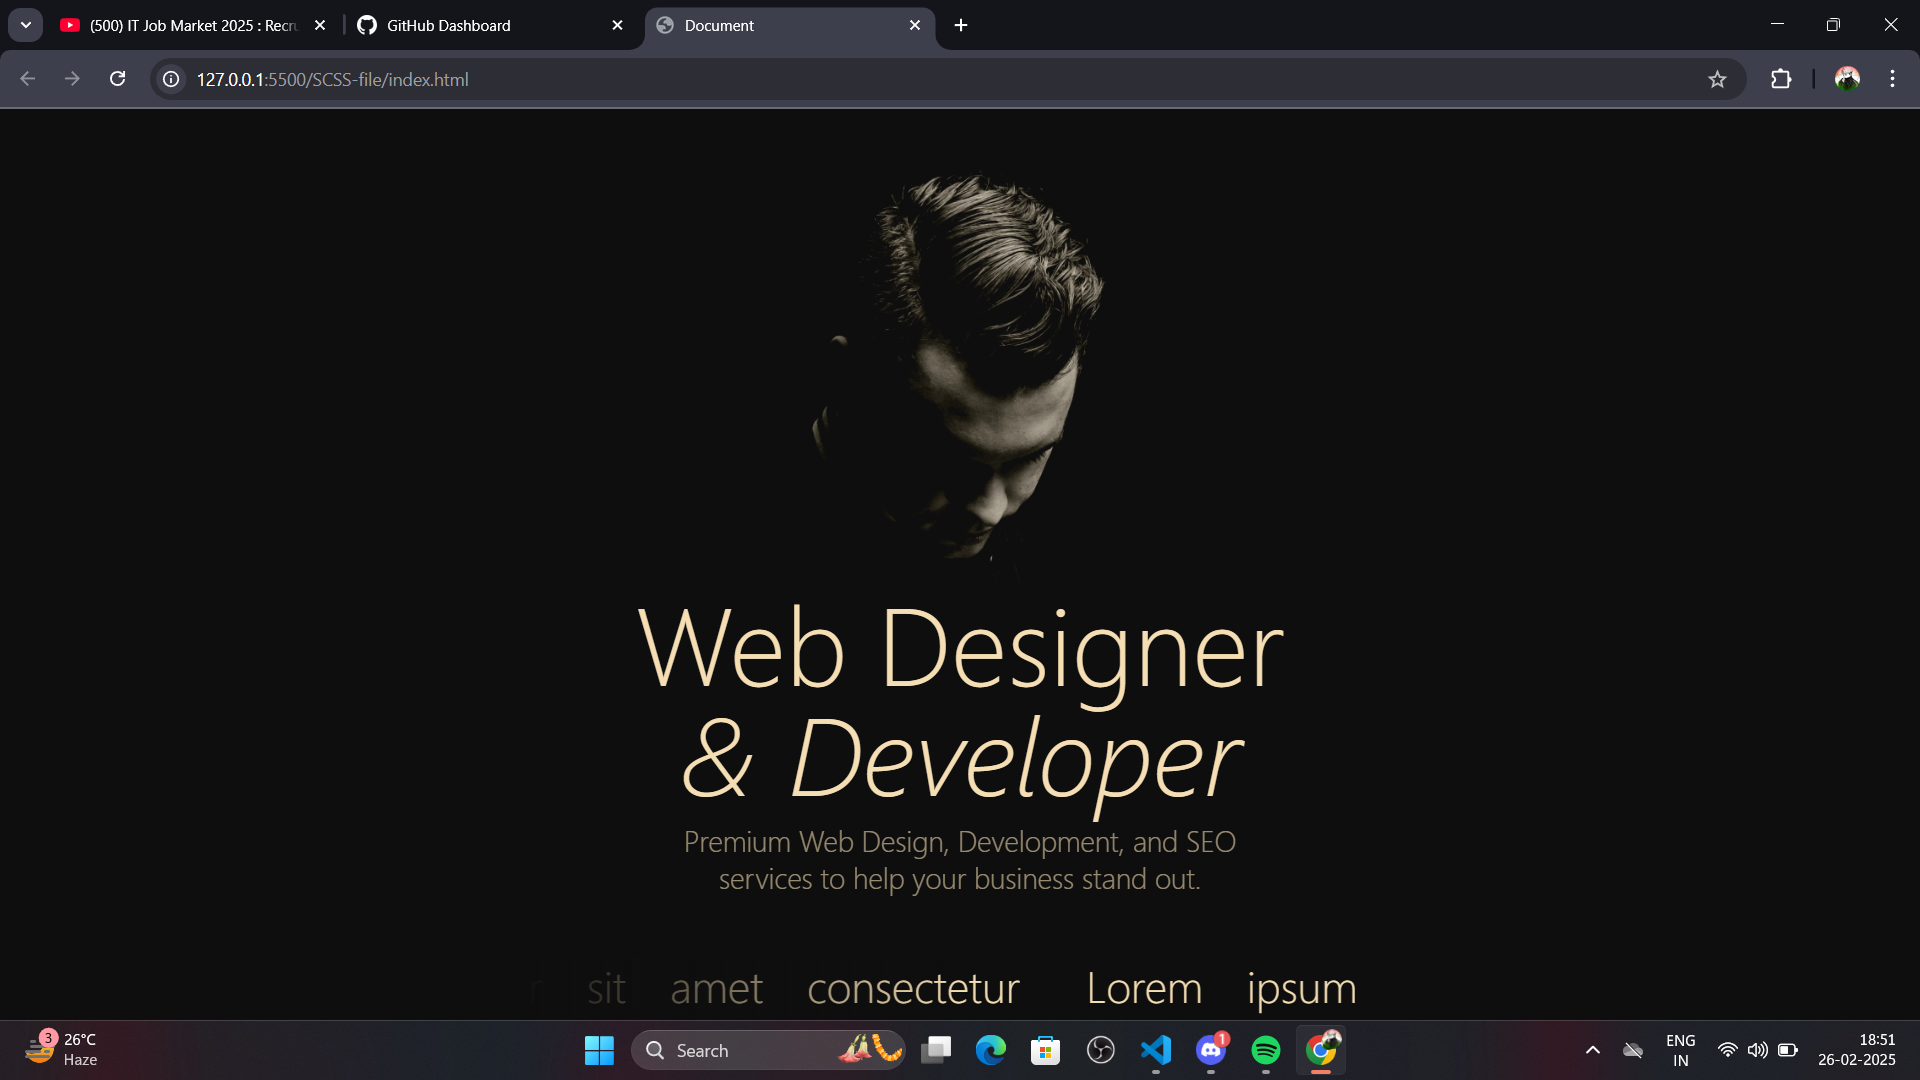 (500) IT Job Market 2025 : Recru
GitHub Dashboard
Document
127.0.0.1:5500/SCSS-file/index.html
Web Designer
& Developer
Premium Web Design, Development, and SEO
services to help your business stand out.
sit amet consectetur Lorem ipsum
3
26°C
Haze
Search
1
ENG
IN
18:51
26-02-2025